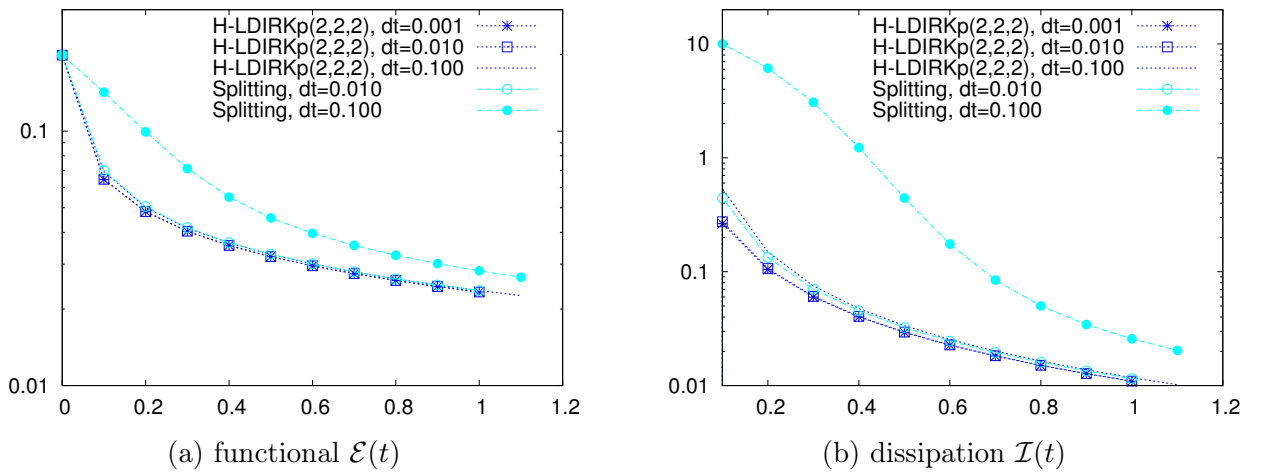 H-LDIRKp(2,2,2), dt=0.001
H-LDIRKp(2,2,2), dt=0.010
H-LDIRKp(2,2,2), dt=0.100
Splitting, dt=0.010
Splitting, dt=0.100
0.1
0.01
0 0.2 0.4 0.6 0.8 1 1.2
(a) functional ℰ(t)
H-LDIRKp(2,2,2), dt=0.001
H-LDIRKp(2,2,2), dt=0.010
H-LDIRKp(2,2,2), dt=0.100
Splitting, dt=0.010
Splitting, dt=0.100
10
1
0.1
0.01
0.2 0.4 0.6 0.8 1 1.2
(b) dissipation ℐ(t)